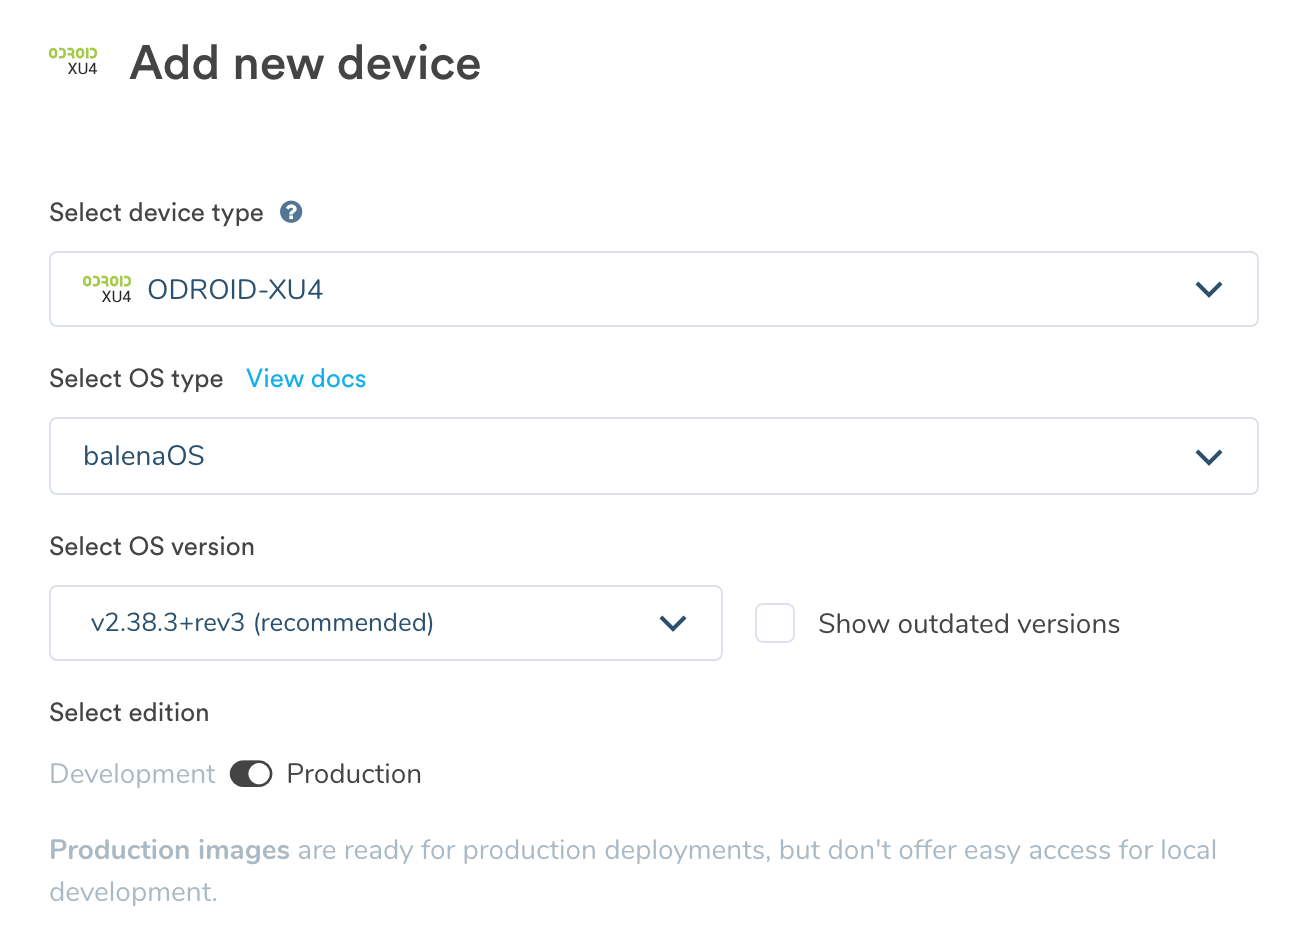 ODROID
XU4
Add new device
Select device type ?
ODROID
XU4
ODROID-XU4
Select OS type View docs
balenaOS
Select OS version
v2.38.3+rev3 (recommended)
Show outdated versions
Select edition
Development Production
Production images are ready for production deployments, but don't offer easy access for local
development.